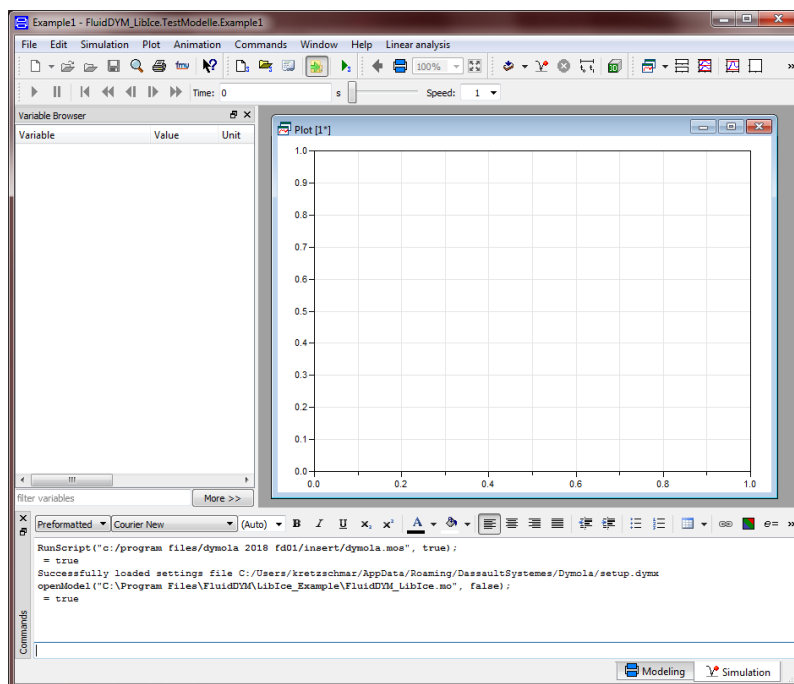 Example1 - FluidDYM_LibIce.TestModelle.Example1
File Edit Simulation Plot Animation Commands Window Help Linear analysis
fmu 100%
Time: 0 s Speed: 1
Variable Browser
Variable Value Unit
Plot [1*]
1.0
0.9
0.8
0.7
0.6
0.5
0.4
0.3
0.2
0.1
0.0
0.0 0.2 0.4 0.6 0.8 1.0
filter variables More >>
Preformatted Courier New (Auto) B I U x₂ x² A e= »
RunScript("c:/program files/dymola 2018 fd01/insert/dymola.mos", true);
= true
Successfully loaded settings file C:/Users/kretzschmar/AppData/Roaming/DassaultSystemes/Dymola/setup.dymx
openModel("C:\Program Files\FluidDYM\LibIce_Example\FluidDYM_LibIce.mo", false);
= true
Commands
Modeling Simulation